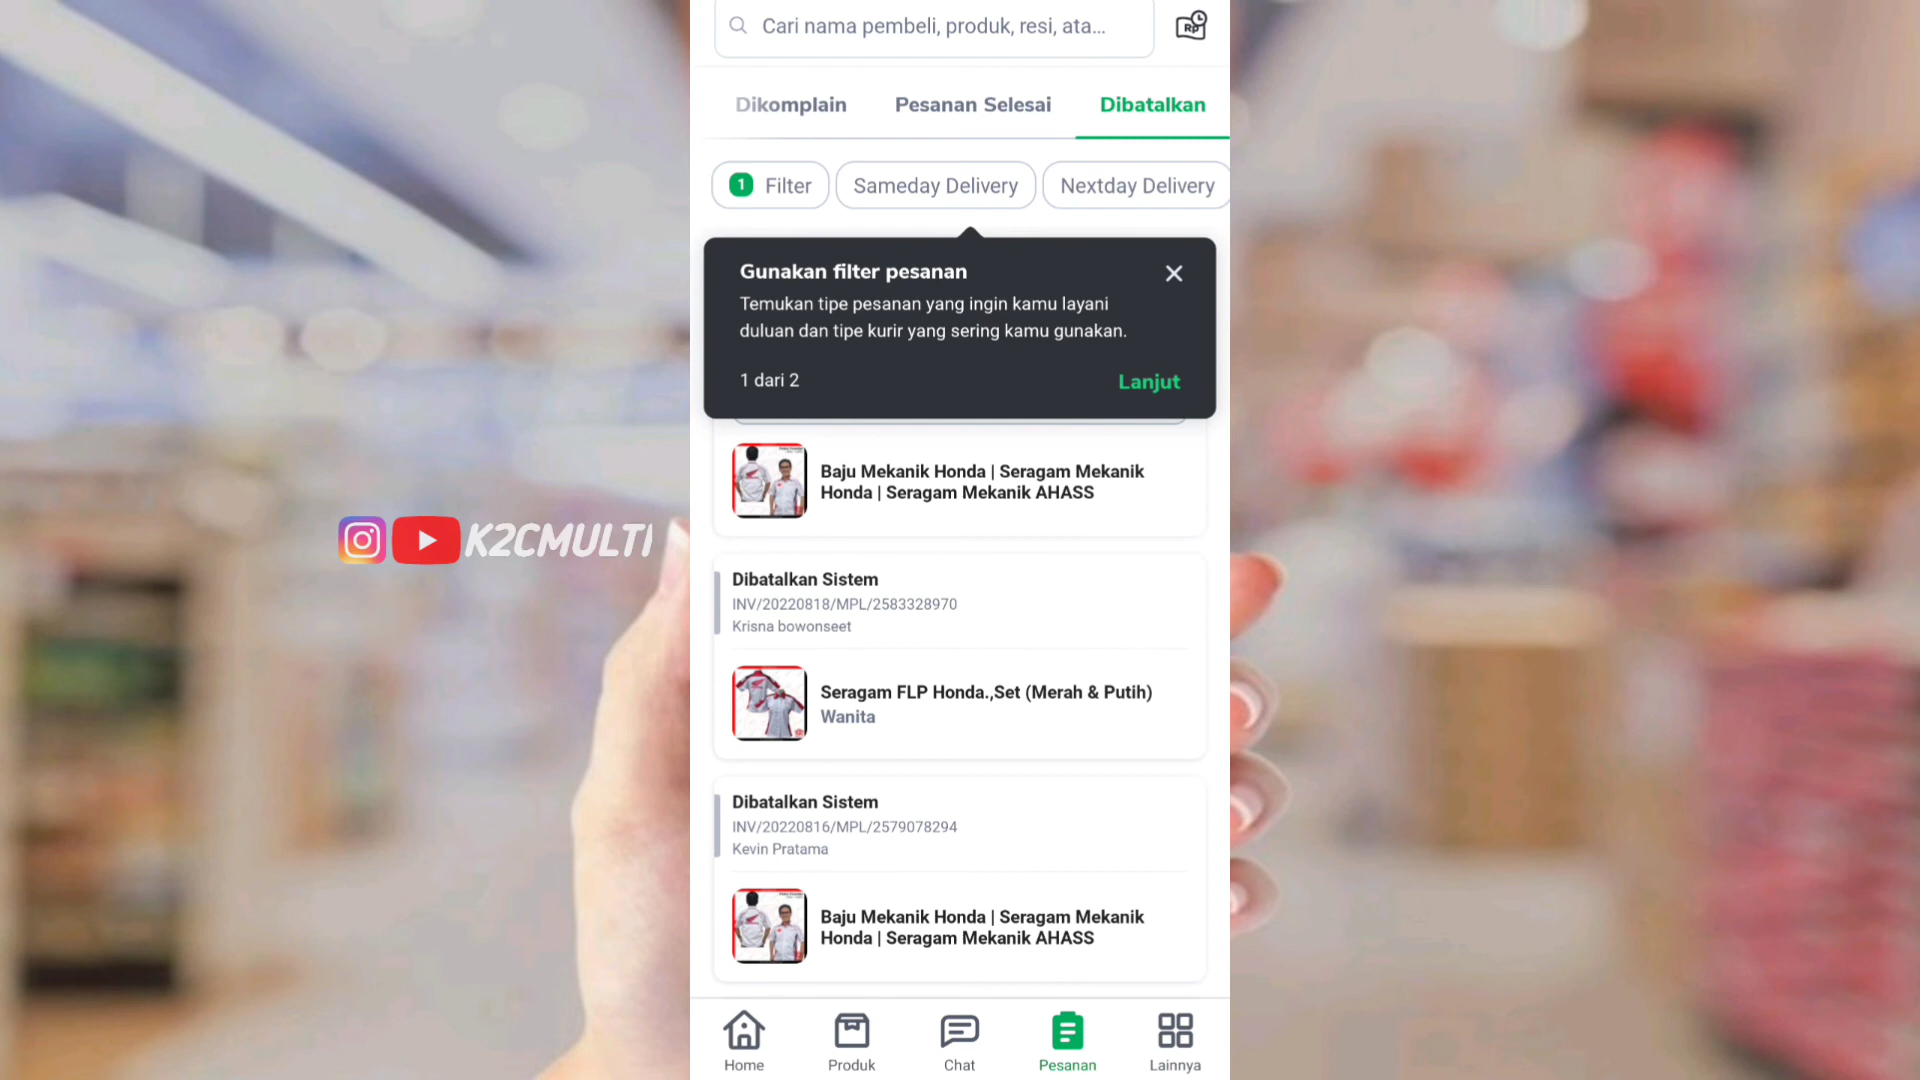 Cari nama pembeli, produk, resi, ata...
Rp
Dikomplain
Pesanan Selesai
Dibatalkan
1 Filter
Sameday Delivery
Nextday Delivery
Gunakan filter pesanan
Temukan tipe pesanan yang ingin kamu layani
duluan dan tipe kurir yang sering kamu gunakan.
1 dari 2
Lanjut
Baju Mekanik Honda | Seragam Mekanik
Honda | Seragam Mekanik AHASS
K2CMULTI
Dibatalkan Sistem
INV/20220818/MPL/2583328970
Krisna bowonseet
Seragam FLP Honda.,Set (Merah & Putih)
Wanita
Dibatalkan Sistem
INV/20220816/MPL/2579078294
Kevin Pratama
Baju Mekanik Honda | Seragam Mekanik
Honda | Seragam Mekanik AHASS
Home
Produk
Chat
Pesanan
Lainnya